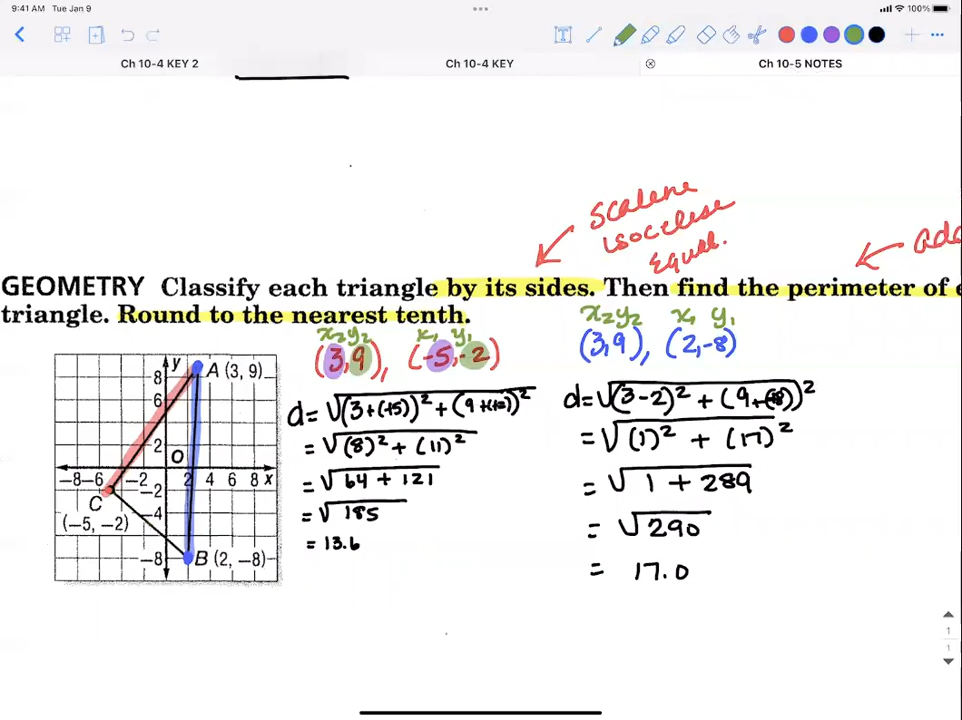 9:41 AM Tue Jan 9
100%
Ch 10-4 KEY 2
Ch 10-4 KEY
Ch 10-5 NOTES
Scalene
isocelese
Equal.
GEOMETRY Classify each triangle by its sides. Then find the perimeter of
triangle. Round to the nearest tenth.
x₂ y₂ x₁ y₁
(3,9), (-5,-2)
d = √(3+(+5))² + (9+(+2))²
= √(8)² + (11)²
= √64 + 121
= √185
= 13.6
x₂ y₂ x₁ y₁
(3,9), (2,-8)
d = √(3-2)² + (9+(+8))²
= √(1)² + (17)²
= √1 + 289
= √290
= 17.0
y
A (3, 9)
8
6
2
O
-8 -6 -2 2 4 6 8 x
-2
-4
-8
C
(-5, -2)
B (2, -8)
1
1